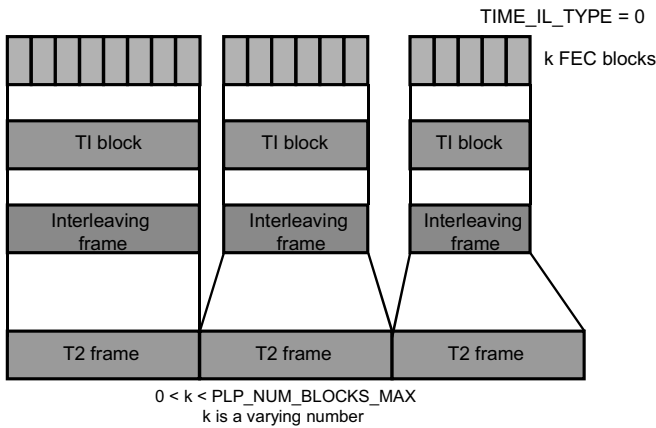 TIME_IL_TYPE = 0
k FEC blocks
TI block
TI block
TI block
Interleaving
frame
Interleaving
frame
Interleaving
frame
T2 frame
T2 frame
T2 frame
0 < k < PLP_NUM_BLOCKS_MAX
k is a varying number